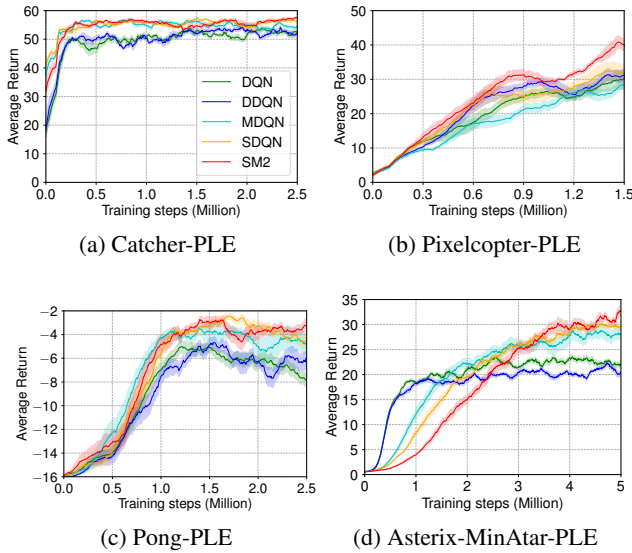 60
50
40
30
20
10
0
Average Return
0.0 0.5 1.0 1.5 2.0 2.5
Training steps (Million)
DQN
DDQN
MDQN
SDQN
SM2
(a) Catcher-PLE
50
40
30
20
10
0
Average Return
0.0 0.3 0.6 0.9 1.2 1.5
Training steps (Million)
(b) Pixelcopter-PLE
−2
−4
−6
−8
−10
−12
−14
−16
Average Return
0.0 0.5 1.0 1.5 2.0 2.5
Training steps (Million)
(c) Pong-PLE
35
30
25
20
15
10
5
0
Average Return
0 1 2 3 4 5
Training steps (Million)
(d) Asterix-MinAtar-PLE